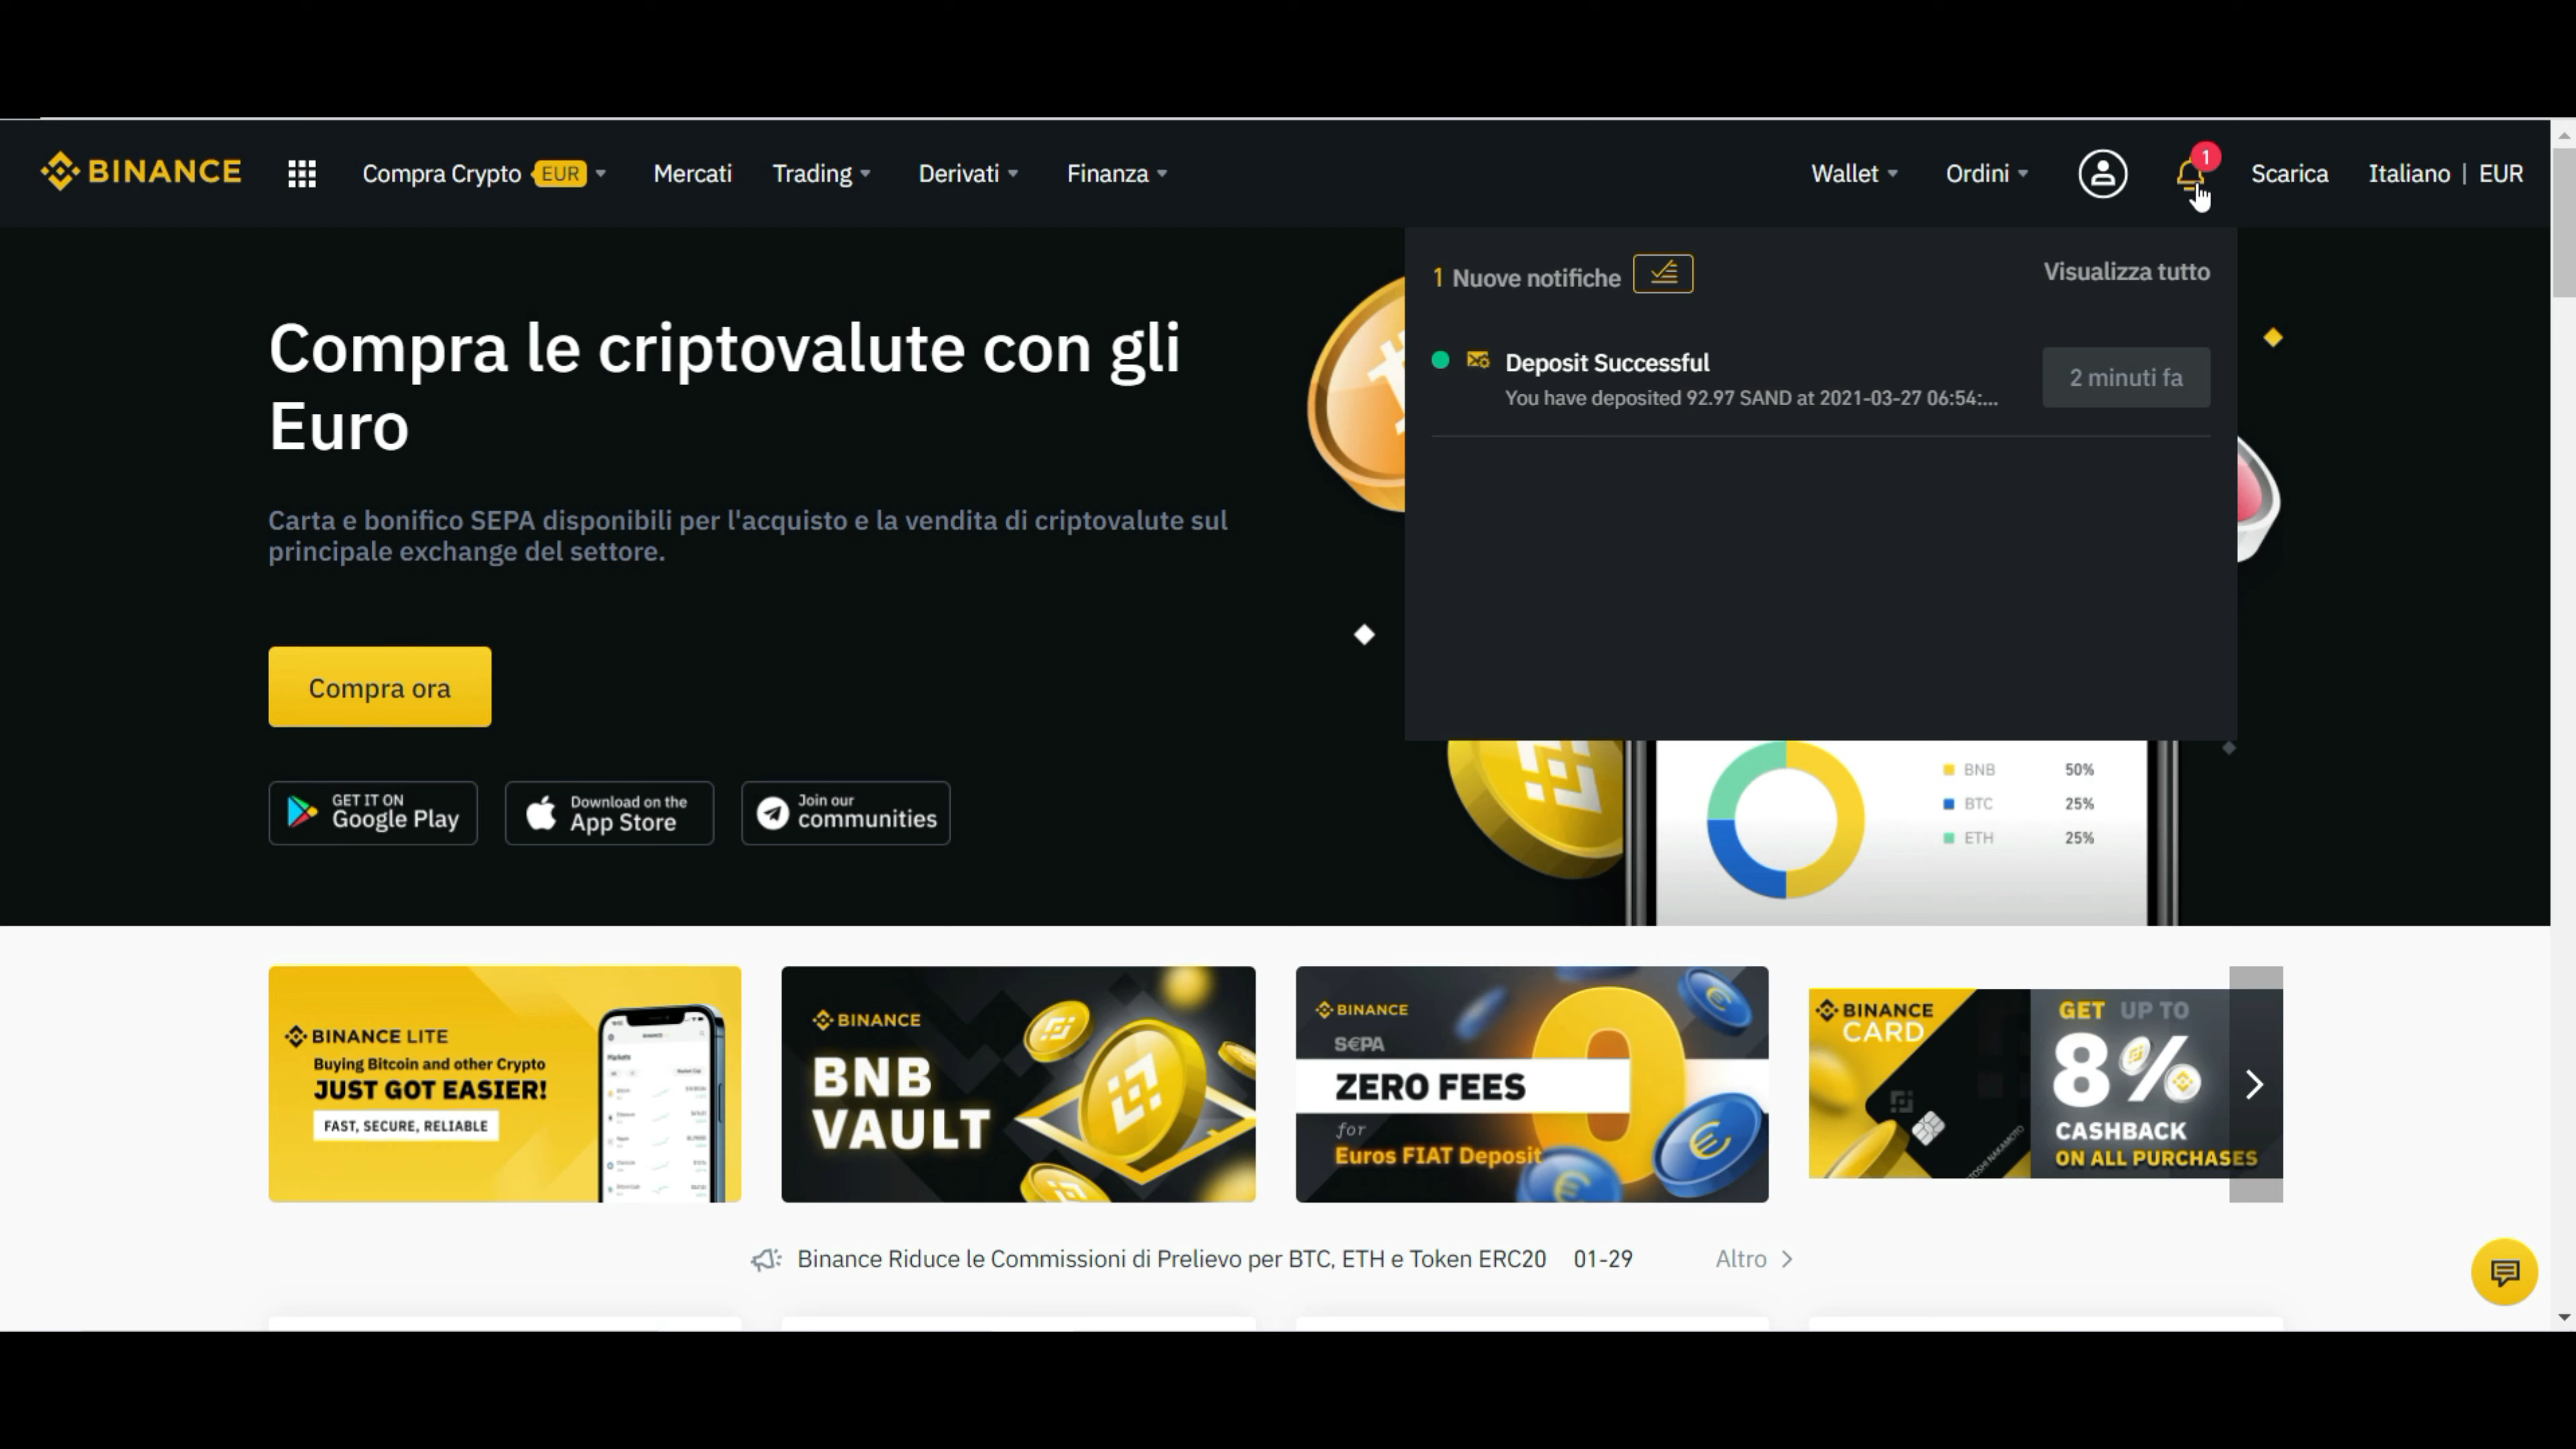 BINANCE
Compra Crypto EUR
Mercati
Trading
Derivati
Finanza
Wallet
Ordini
1
Scarica
Italiano | EUR
1 Nuove notifiche
Visualizza tutto
Deposit Successful
You have deposited 92.97 SAND at 2021-03-27 06:54:...
2 minuti fa
Compra le criptovalute con gli
Euro
Carta e bonifico SEPA disponibili per l'acquisto e la vendita di criptovalute sul
principale exchange del settore.
Compra ora
GET IT ON
Google Play
Download on the
App Store
Join our
communities
BNB 50%
BTC 25%
ETH 25%
BINANCE LITE
Buying Bitcoin and other Crypto
JUST GOT EASIER!
FAST, SECURE, RELIABLE
Markets
BINANCE
BNB
VAULT
BINANCE
S€PA
ZERO FEES
for
Euros FIAT Deposit
0
BINANCE
CARD
TOSHI NAKAMOTO
GET UP TO
8%
CASHBACK
ON ALL PURCHASES
Binance Riduce le Commissioni di Prelievo per BTC, ETH e Token ERC20 01-29
Altro